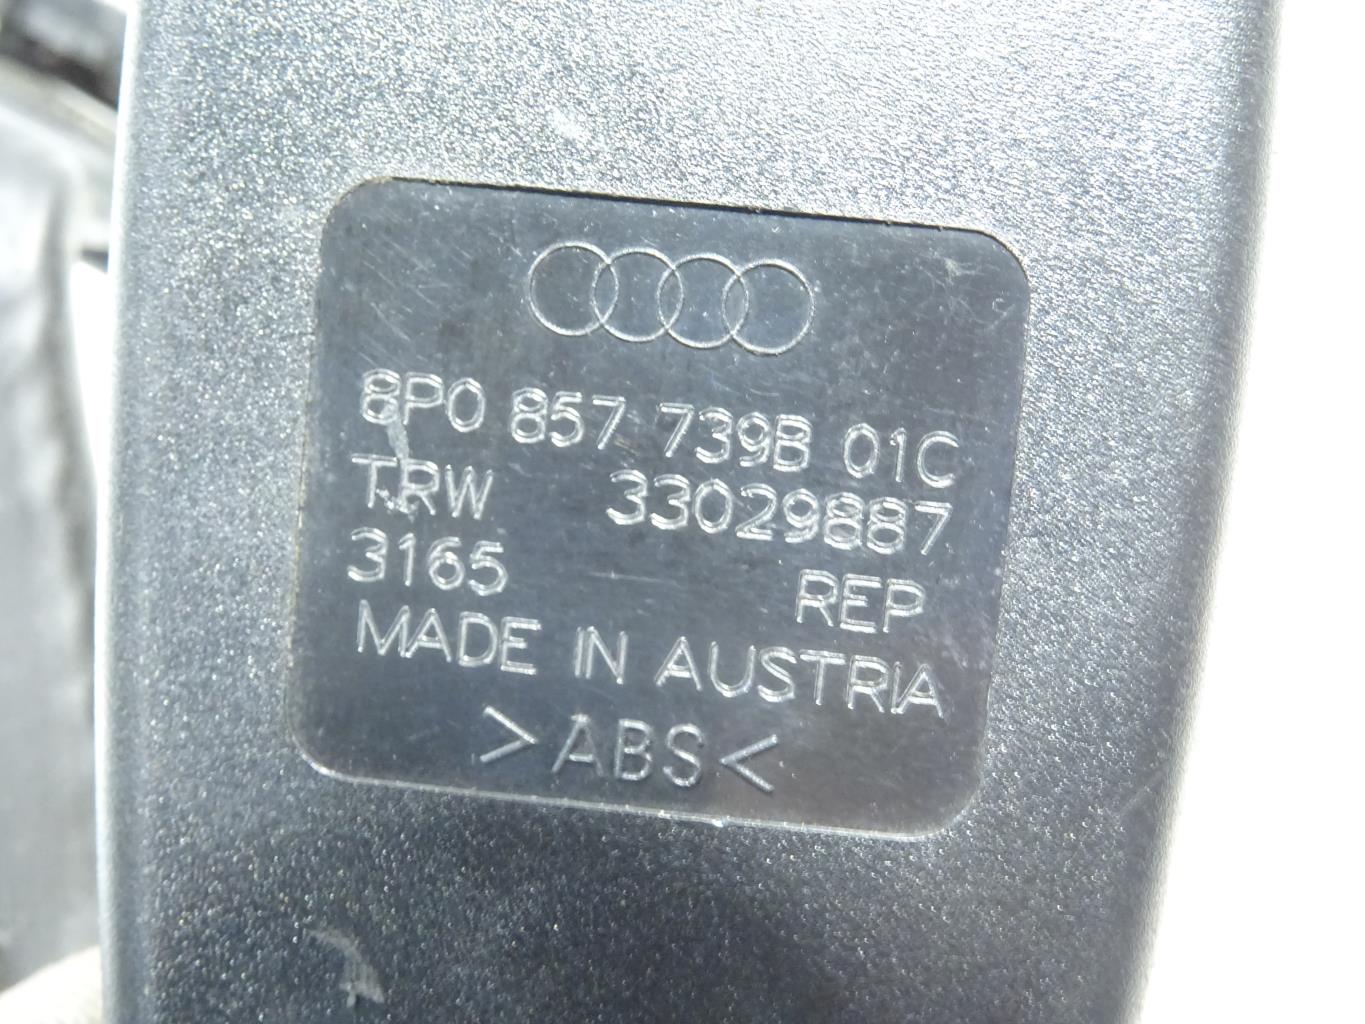 8P0 857 739B 01C
TRW 33029887
3165 REP
MADE IN AUSTRIA
>ABS<